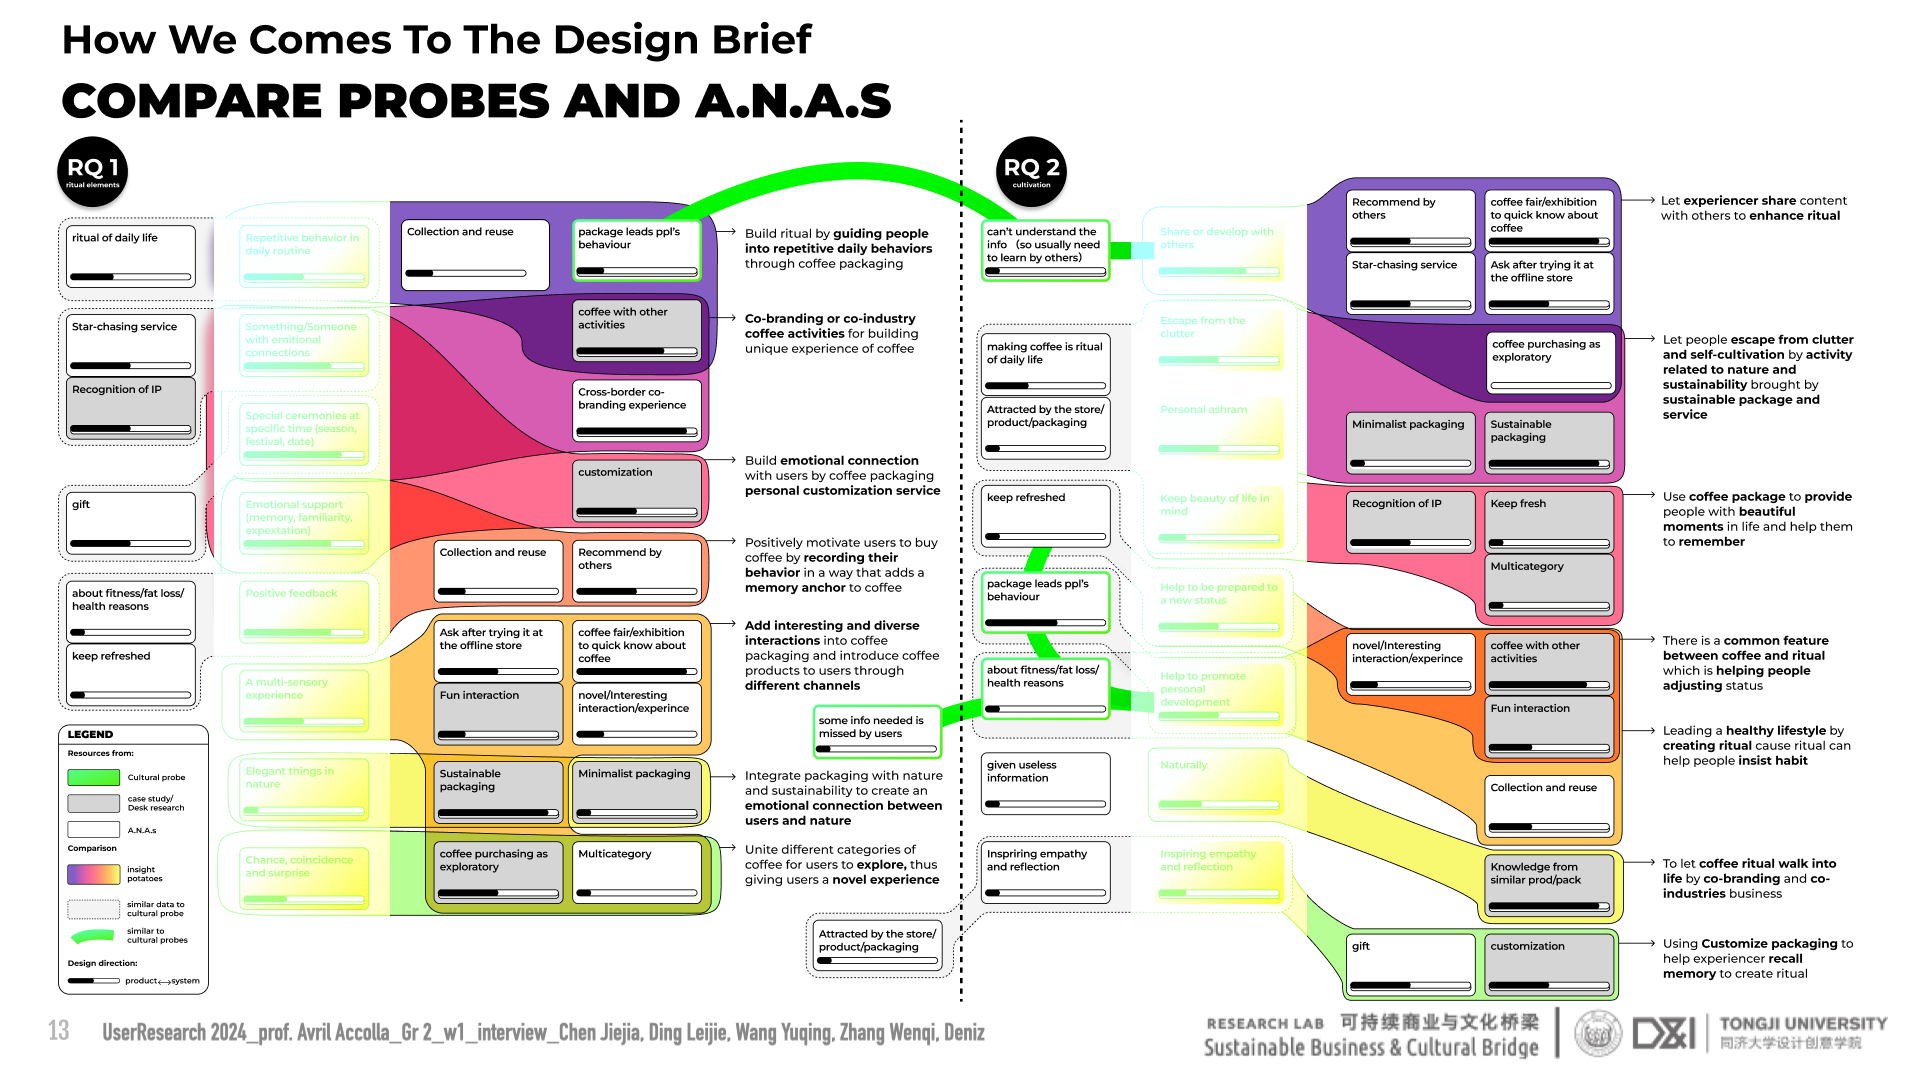 How We Comes To The Design Brief
COMPARE PROBES AND A.N.A.S
RQ 1
ritual elements
ritual of daily life
Star-chasing service
Recognition of IP
gift
about fitness/fat loss/
health reasons
keep refreshed
Repetitive behavior in
daily routine
Something/Someone
with emitional
connections
Special ceremonies at
specific time (season,
festival, date)
Emotional support
(memory, familiarity,
expextation)
Positive feedback
A multi-sensory
experience
Elegant things in
nature
Chance, coincidence
and surprise
Collection and reuse
package leads ppl's
behaviour
coffee with other
activities
Cross-border co-
branding experience
customization
Collection and reuse
Recommend by
others
Ask after trying it at
the offline store
coffee fair/exhibition
to quick know about
coffee
Fun interaction
novel/Interesting
interaction/experince
Sustainable
packaging
Minimalist packaging
coffee purchasing as
exploratory
Multicategory
Build ritual by guiding people
into repetitive daily behaviors
through coffee packaging
Co-branding or co-industry
coffee activities for building
unique experience of coffee
Build emotional connection
with users by coffee packaging
personal customization service
Positively motivate users to buy
coffee by recording their
behavior in a way that adds a
memory anchor to coffee
Add interesting and diverse
interactions into coffee
packaging and introduce coffee
products to users through
different channels
Integrate packaging with nature
and sustainability to create an
emotional connection between
users and nature
Unite different categories of
coffee for users to explore, thus
giving users a novel experience
some info needed is
missed by users
Attracted by the store/
product/packaging
LEGEND
Resources from:
Cultural probe
case study/
Desk research
A.N.A.s
Comparison
insight
potatoes
similar data to
cultural probe
similar to
cultural probes
Design direction:
product⟷system
RQ 2
cultivation
can't understand the
info （so usually need
to learn by others）
making coffee is ritual
of daily life
Attracted by the store/
product/packaging
keep refreshed
package leads ppl's
behaviour
about fitness/fat loss/
health reasons
given useless
information
Inspriring empathy
and reflection
Share or develop with
others
Escape from the
clutter
Personal ashram
Keep beauty of life in
mind
Help to be prepared to
a new status
Help to promote
personal
development
Naturally
Inspiring empathy
and reflection
Recommend by
others
coffee fair/exhibition
to quick know about
coffee
Star-chasing service
Ask after trying it at
the offline store
coffee purchasing as
exploratory
Minimalist packaging
Sustainable
packaging
Recognition of IP
Keep fresh
Multicategory
novel/Interesting
interaction/experince
coffee with other
activities
Fun interaction
Collection and reuse
Knowledge from
similar prod/pack
gift
customization
Let experiencer share content
with others to enhance ritual
Let people escape from clutter
and self-cultivation by activity
related to nature and
sustainability brought by
sustainable package and
service
Use coffee package to provide
people with beautiful
moments in life and help them
to remember
There is a common feature
between coffee and ritual
which is helping people
adjusting status
Leading a healthy lifestyle by
creating ritual cause ritual can
help people insist habit
To let coffee ritual walk into
life by co-branding and co-
industries business
Using Customize packaging to
help experiencer recall
memory to create ritual
13
UserResearch 2024_prof. Avril Accolla_Gr 2_w1_interview_Chen Jiejia, Ding Leijie, Wang Yuqing, Zhang Wenqi, Deniz
RESEARCH LAB 可持续商业与文化桥梁
Sustainable Business & Cultural Bridge
D&I
TONGJI UNIVERSITY
同济大学设计创意学院